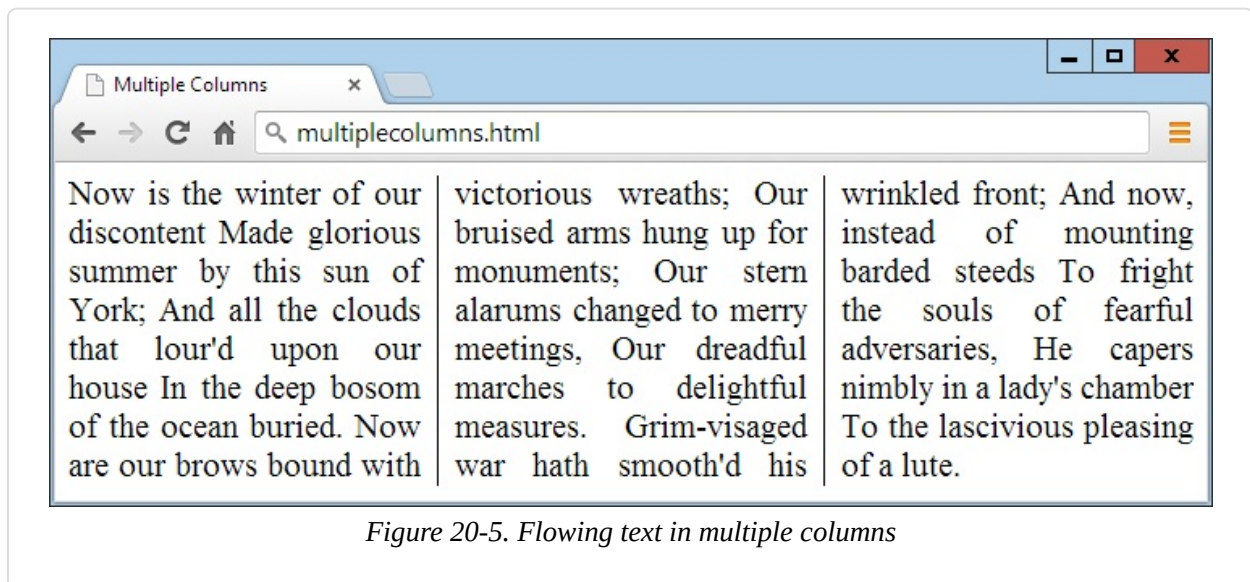 Multiple Columns
multiplecolumns.html
Now is the winter of our
discontent Made glorious
summer by this sun of
York; And all the clouds
that lour'd upon our
house In the deep bosom
of the ocean buried. Now
are our brows bound with
victorious wreaths; Our
bruised arms hung up for
monuments; Our stern
alarums changed to merry
meetings, Our dreadful
marches to delightful
measures. Grim-visaged
war hath smooth'd his
wrinkled front; And now,
instead of mounting
barded steeds To fright
the souls of fearful
adversaries, He capers
nimbly in a lady's chamber
To the lascivious pleasing
of a lute.
Figure 20-5. Flowing text in multiple columns